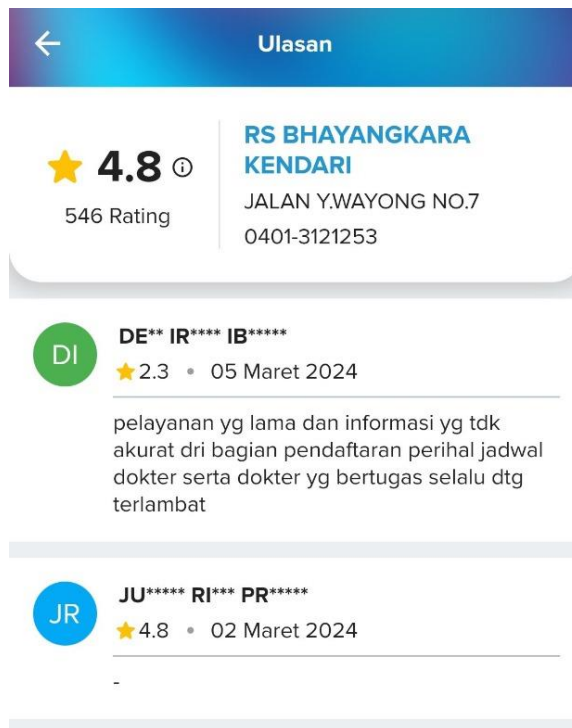 Ulasan
4.8
546 Rating
RS BHAYANGKARA
KENDARI
JALAN Y.WAYONG NO.7
0401-3121253
DI
DE** IR**** IB*****
2.3 • 05 Maret 2024
pelayanan yg lama dan informasi yg tdk
akurat dri bagian pendaftaran perihal jadwal
dokter serta dokter yg bertugas selalu dtg
terlambat
JR
JU***** RI*** PR*****
4.8 • 02 Maret 2024
-